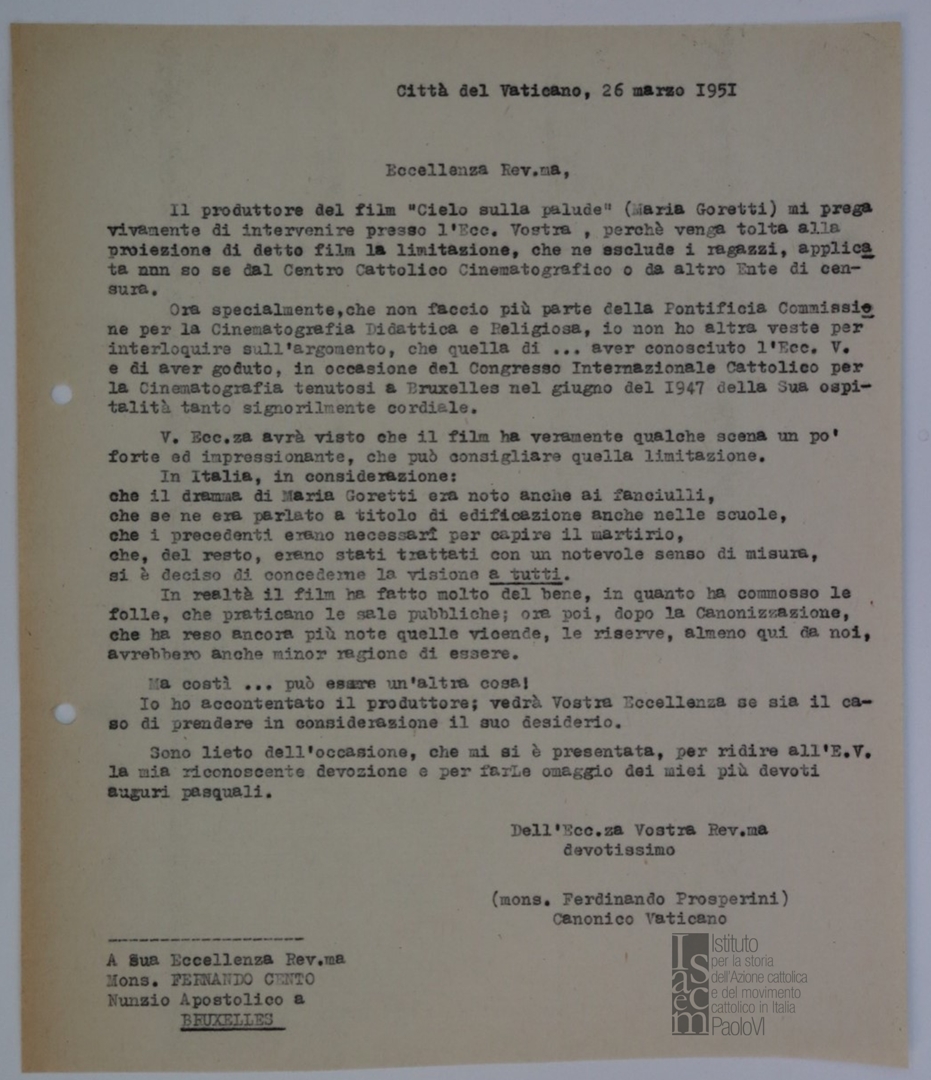 Città del Vaticano, 26 marzo I95I
Eccellenza Rev.ma,
Il produttore del film "Cielo sulla palude" (Maria Goretti) mi prega
vivamente di intervenire presso l'Ecc. Vostra , perchè venga tolta alla
proiezione di detto film la limitazione, che ne esclude i ragazzi, applica
ta nnn so se dal Centro Cattolico Cinematografico o da altro Ente di cen-
sura.
Ora specialmente,che non faccio più parte della Pontificia Commissio
ne per la Cinematografia Didattica e Religiosa, io non ho altra veste per
interloquire sull'argomento, che quella di ... aver conosciuto l'Ecc. V.
e di aver goduto, in occasione del Congresso Internazionale Cattolico per
la Cinematografia tenutosi a Bruxelles nel giugno del I947 della Sua ospi-
talità tanto signorilmente cordiale.
V. Ecc.za avrà visto che il film ha veramente qualche scena un po'
forte ed impressionante, che può consigliare quella limitazione.
In Italia, in considerazione:
che il dramma di Maria Goretti era noto anche ai fanciulli,
che se ne era parlato a titolo di edificazione anche nelle scuole,
che i precedenti erano necessarî per capire il martirio,
che, del resto, erano stati trattati con un notevole senso di misura,
si è deciso di concederne la visione a tutti.
In realtà il film ha fatto molto del bene, in quanto ha commosso le
folle, che praticano le sale pubbliche; ora poi, dopo la Canonizzazione,
che ha reso ancora più note quelle vicende, le riserve, almeno qui da noi,
avrebbero anche minor ragione di essere.
Ma costì ... può essere un'altra cosa!
Io ho accontentato il produttore; vedrà Vostra Eccellenza se sia il ca-
so di prendere in considerazione il suo desiderio.
Sono lieto dell'occasione, che mi si è presentata, per ridire all'E.V.
la mia riconoscente devozione e per farLe omaggio dei miei più devoti
auguri pasquali.
Dell'Ecc.za Vostra Rev.ma
devotissimo
(mons. Ferdinando Prosperini)
Canonico Vaticano
A Sua Eccellenza Rev.ma
Mons. FERNANDO CENTO
Nunzio Apostolico a
BRUXELLES
Isacem
Istituto
per la storia
dell'Azione cattolica
e del movimento
cattolico in Italia
PaoloVI